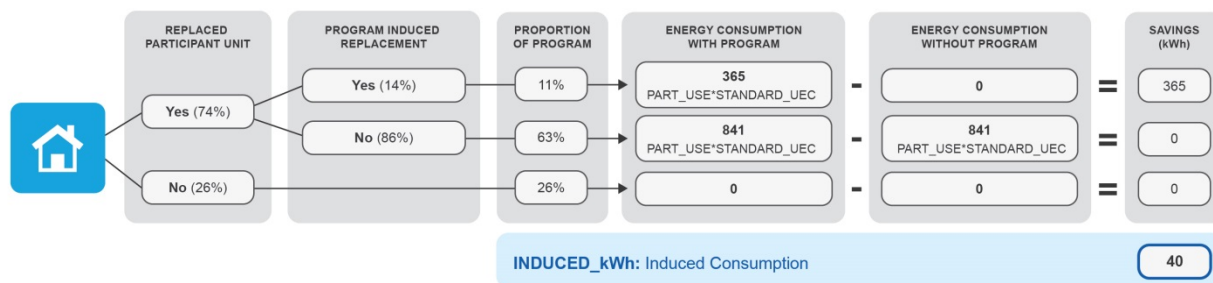 REPLACED
PARTICIPANT UNIT
PROGRAM INDUCED
REPLACEMENT
PROPORTION
OF PROGRAM
ENERGY CONSUMPTION
WITH PROGRAM
ENERGY CONSUMPTION
WITHOUT PROGRAM
SAVINGS
(kWh)
Yes (74%)
Yes (14%)
11%
365
PART_USE*STANDARD_UEC
-
0
=
365
No (86%)
63%
841
PART_USE*STANDARD_UEC
-
841
PART_USE*STANDARD_UEC
=
0
No (26%)
26%
0
-
0
=
0
INDUCED_kWh: Induced Consumption
40